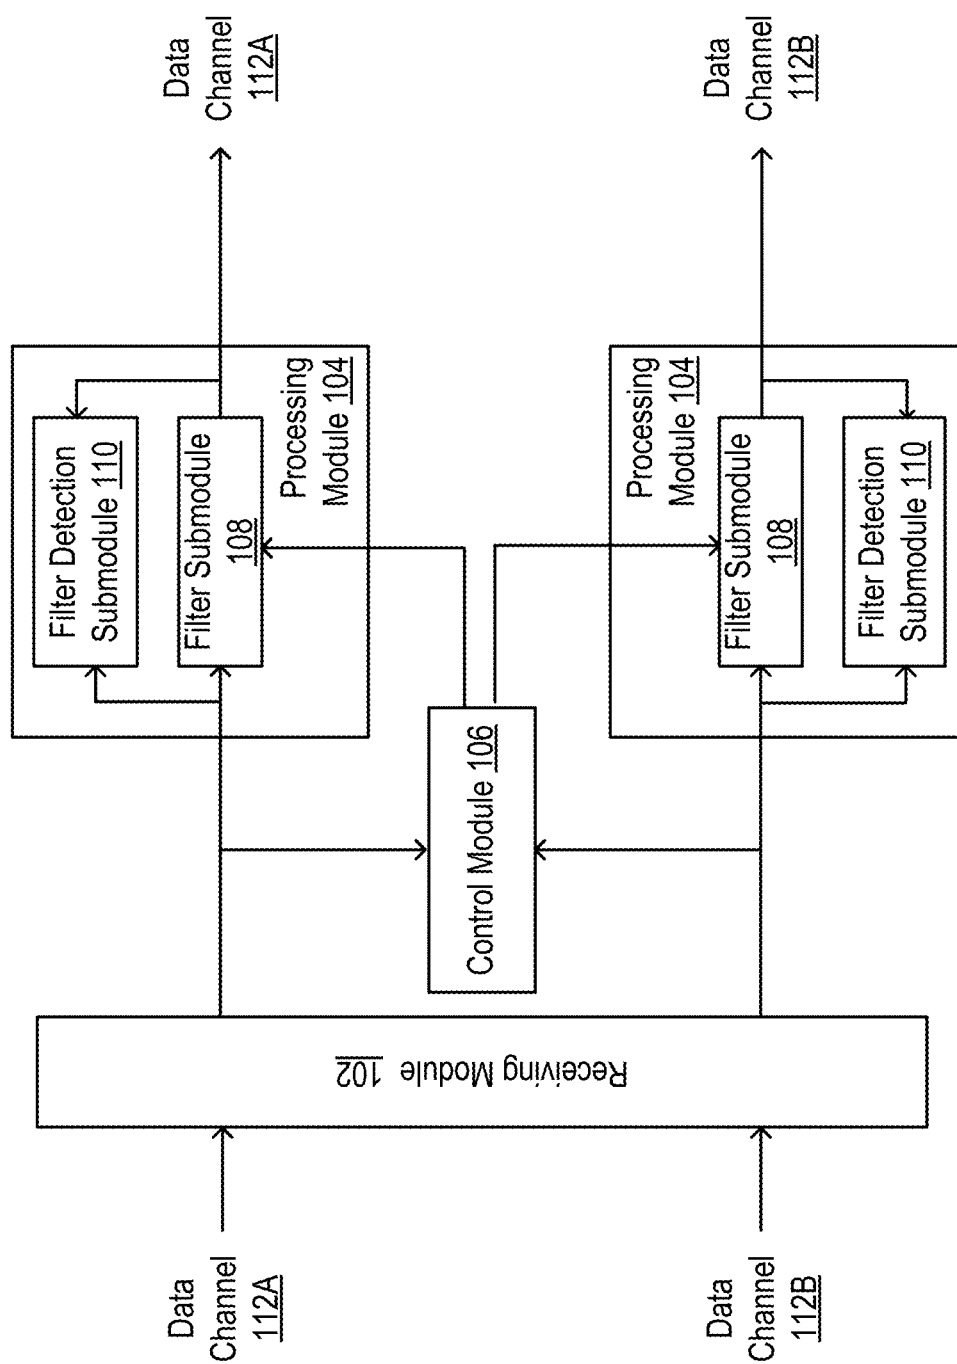 Data
Channel
112A
Data
Channel
112B
Receiving Module 102
Control Module 106
Filter Detection
Submodule 110
Filter Submodule
108
Processing
Module 104
Processing
Module 104
Filter Submodule
108
Filter Detection
Submodule 110
Data
Channel
112A
Data
Channel
112B